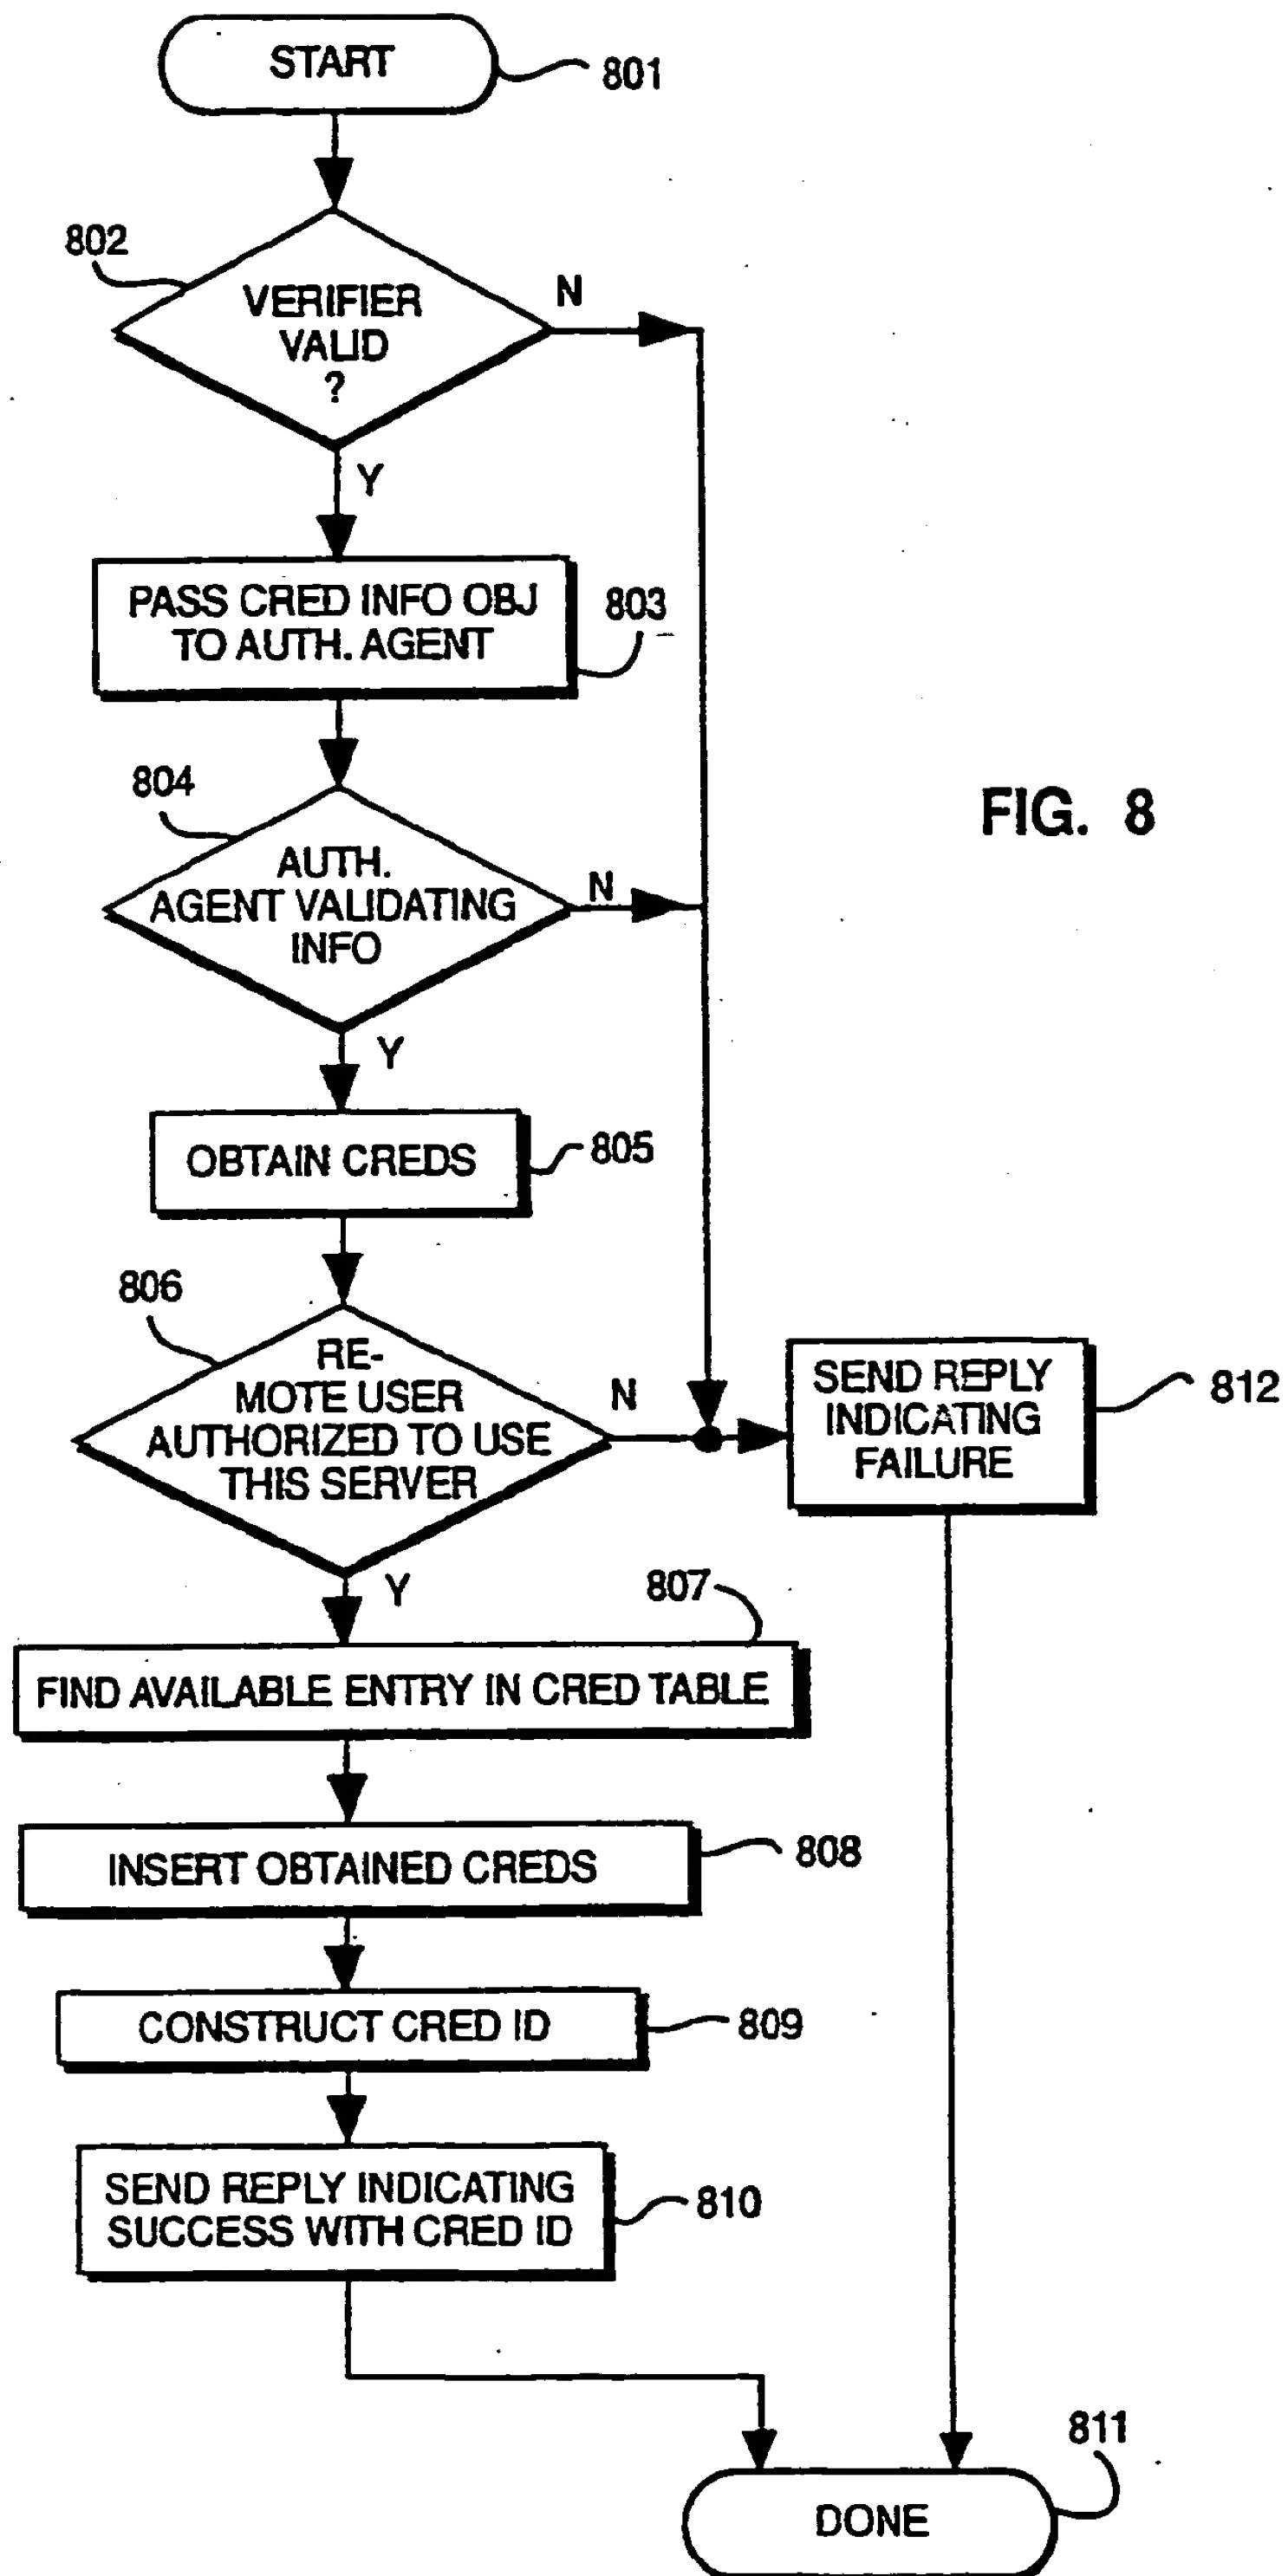 START
801
802
VERIFIER
VALID
?
N
Y
PASS CRED INFO OBJ
TO AUTH. AGENT
803
804
AUTH.
AGENT VALIDATING
INFO
N
Y
FIG. 8
OBTAIN CREDS
805
806
RE-
MOTE USER
AUTHORIZED TO USE
THIS SERVER
N
Y
SEND REPLY
INDICATING
FAILURE
812
807
FIND AVAILABLE ENTRY IN CRED TABLE
INSERT OBTAINED CREDS
808
CONSTRUCT CRED ID
809
SEND REPLY INDICATING
SUCCESS WITH CRED ID
810
811
DONE